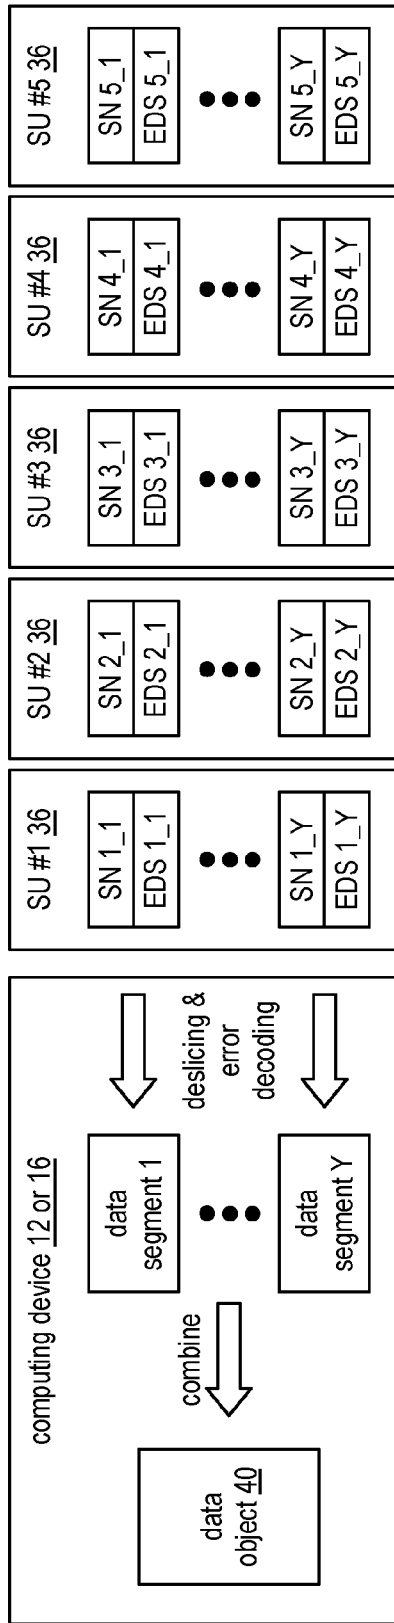 computing device 12 or 16
data
object 40
combine
data
segment 1
data
segment Y
deslicing &
error
decoding
SU #1 36
SN 1_1
EDS 1_1
SN 1_Y
EDS 1_Y
SU #2 36
SN 2_1
EDS 2_1
SN 2_Y
EDS 2_Y
SU #3 36
SN 3_1
EDS 3_1
SN 3_Y
EDS 3_Y
SU #4 36
SN 4_1
EDS 4_1
SN 4_Y
EDS 4_Y
SU #5 36
SN 5_1
EDS 5_1
SN 5_Y
EDS 5_Y